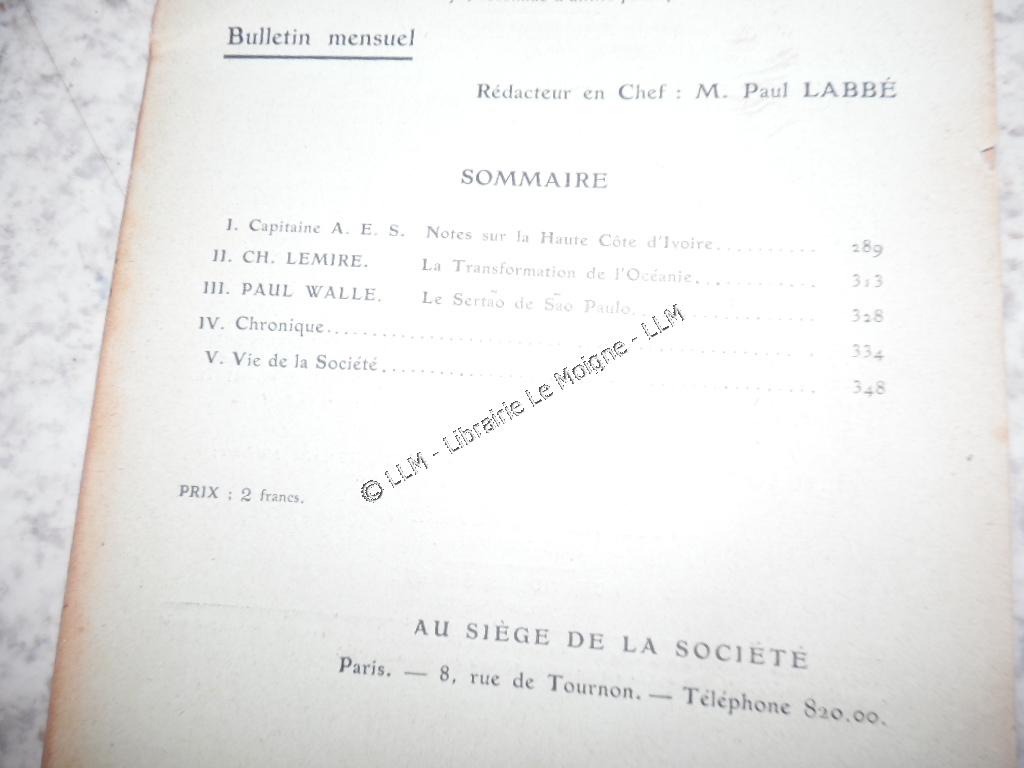 Bulletin mensuel
Rédacteur en Chef : M. Paul LABBÉ
SOMMAIRE
I. Capitaine A. E. S. Notes sur la Haute Côte d'Ivoire.......... 289
II. CH. LEMIRE. La Transformation de l'Océanie............ 313
III. PAUL WALLE. Le Sertão de São Paulo................ 328
IV. Chronique........................................ 334
V. Vie de la Société.................................... 348
© LLM - Librairie Le Moigne - LLM
PRIX : 2 francs.
AU SIÈGE DE LA SOCIÉTÉ
Paris. — 8, rue de Tournon. — Téléphone 820.00.